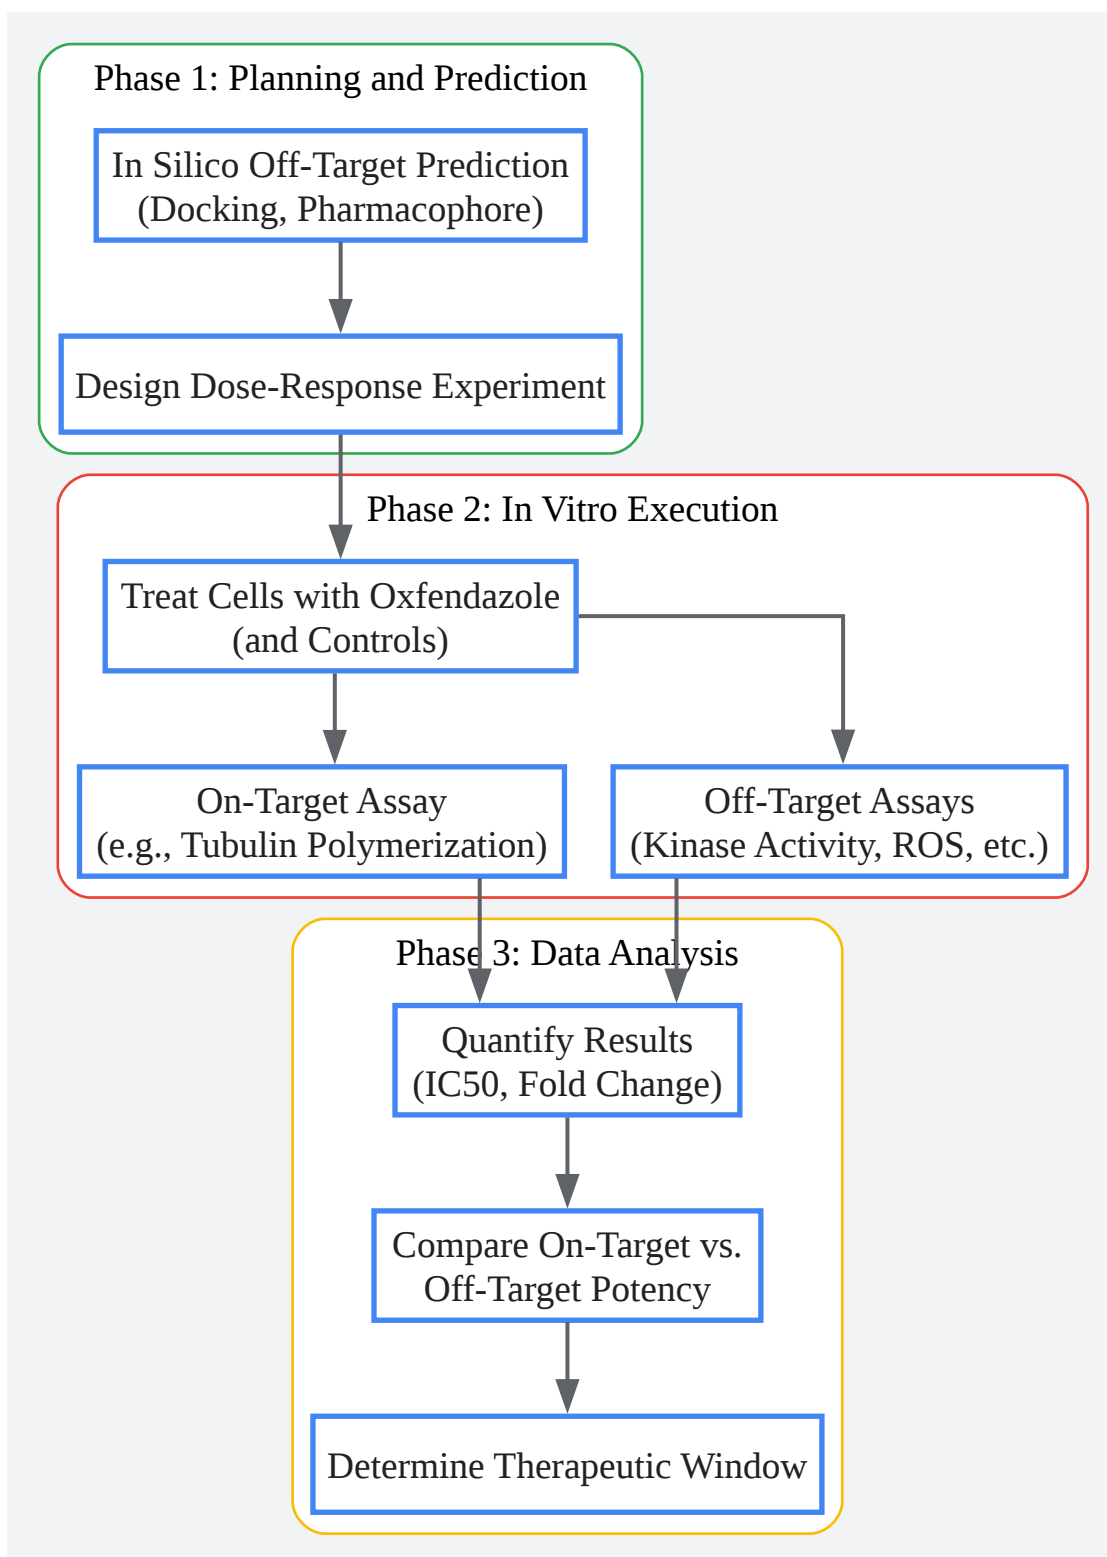 Phase 1: Planning and Prediction
In Silico Off-Target Prediction
(Docking, Pharmacophore)
Design Dose-Response Experiment
Phase 2: In Vitro Execution
Treat Cells with Oxfendazole
(and Controls)
On-Target Assay
(e.g., Tubulin Polymerization)
Off-Target Assays
(Kinase Activity, ROS, etc.)
Phase 3: Data Analysis
Quantify Results
(IC50, Fold Change)
Compare On-Target vs.
Off-Target Potency
Determine Therapeutic Window